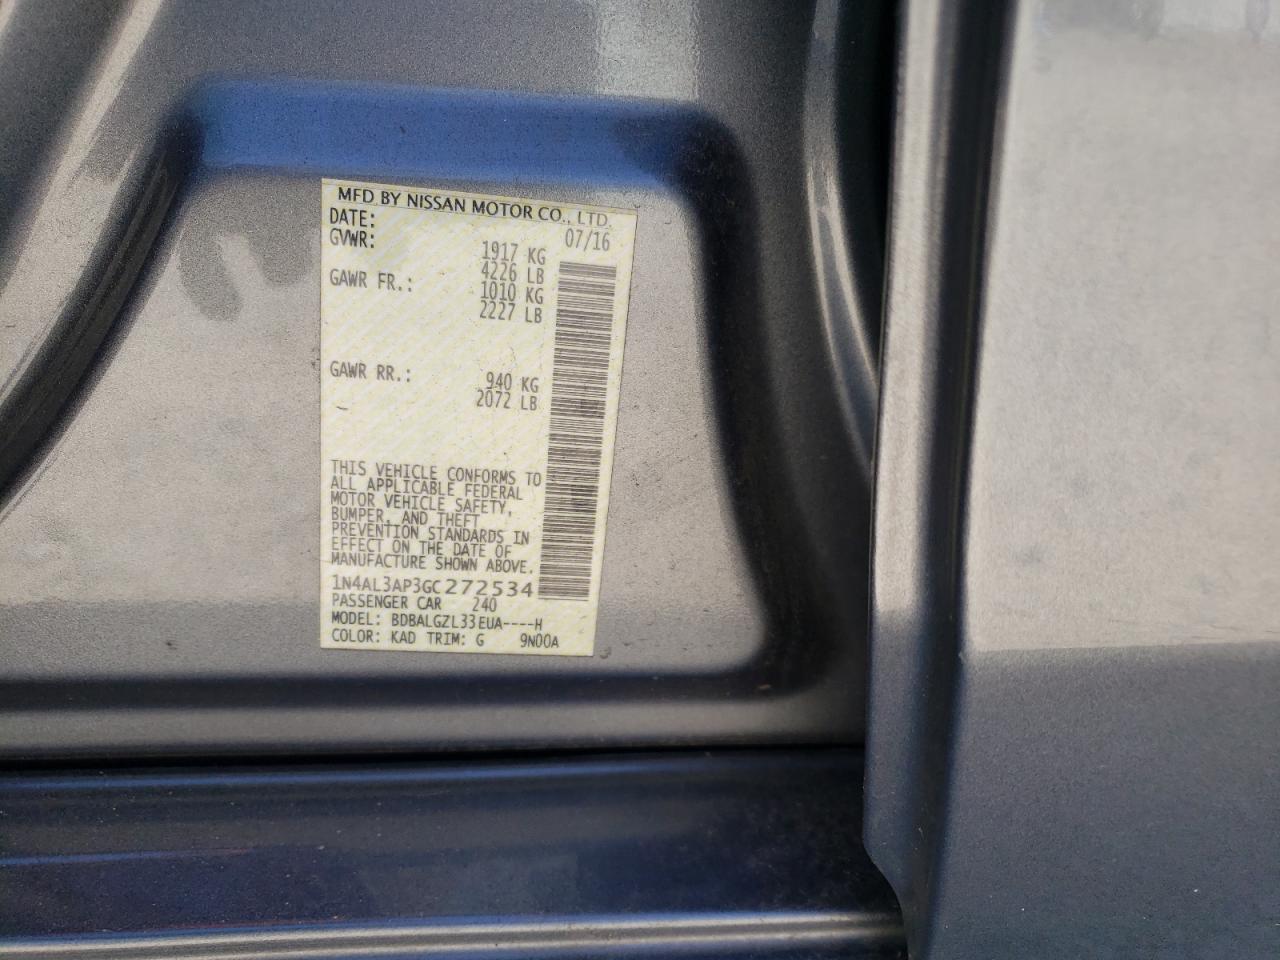 MFD BY NISSAN MOTOR CO., LTD.
DATE: 07/16
GVWR: 1917 KG
4226 LB
GAWR FR.: 1010 KG
2227 LB
GAWR RR.: 940 KG
2072 LB
THIS VEHICLE CONFORMS TO
ALL APPLICABLE FEDERAL
MOTOR VEHICLE SAFETY,
BUMPER, AND THEFT
PREVENTION STANDARDS IN
EFFECT ON THE DATE OF
MANUFACTURE SHOWN ABOVE.
1N4AL3AP3GC272534
PASSENGER CAR 240
MODEL: BDBALGZL33EUA----H
COLOR: KAD TRIM: G 9N00A